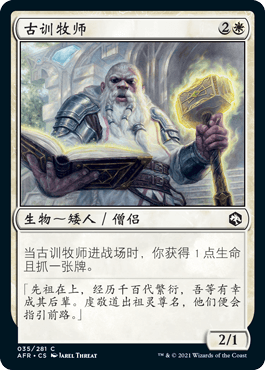 古训牧师
2
生物～矮人 / 僧侣
当古训牧师进战场时，你获得1点生命
且抓一张牌。
「先祖在上，经历千百代繁衍，吾等有幸
成其后辈。虔敬道出祖灵尊名，他们便会
指引前路。」
2/1
035/281 C
AFR • CS JAREL THREAT
™ & © 2021 Wizards of the Coast